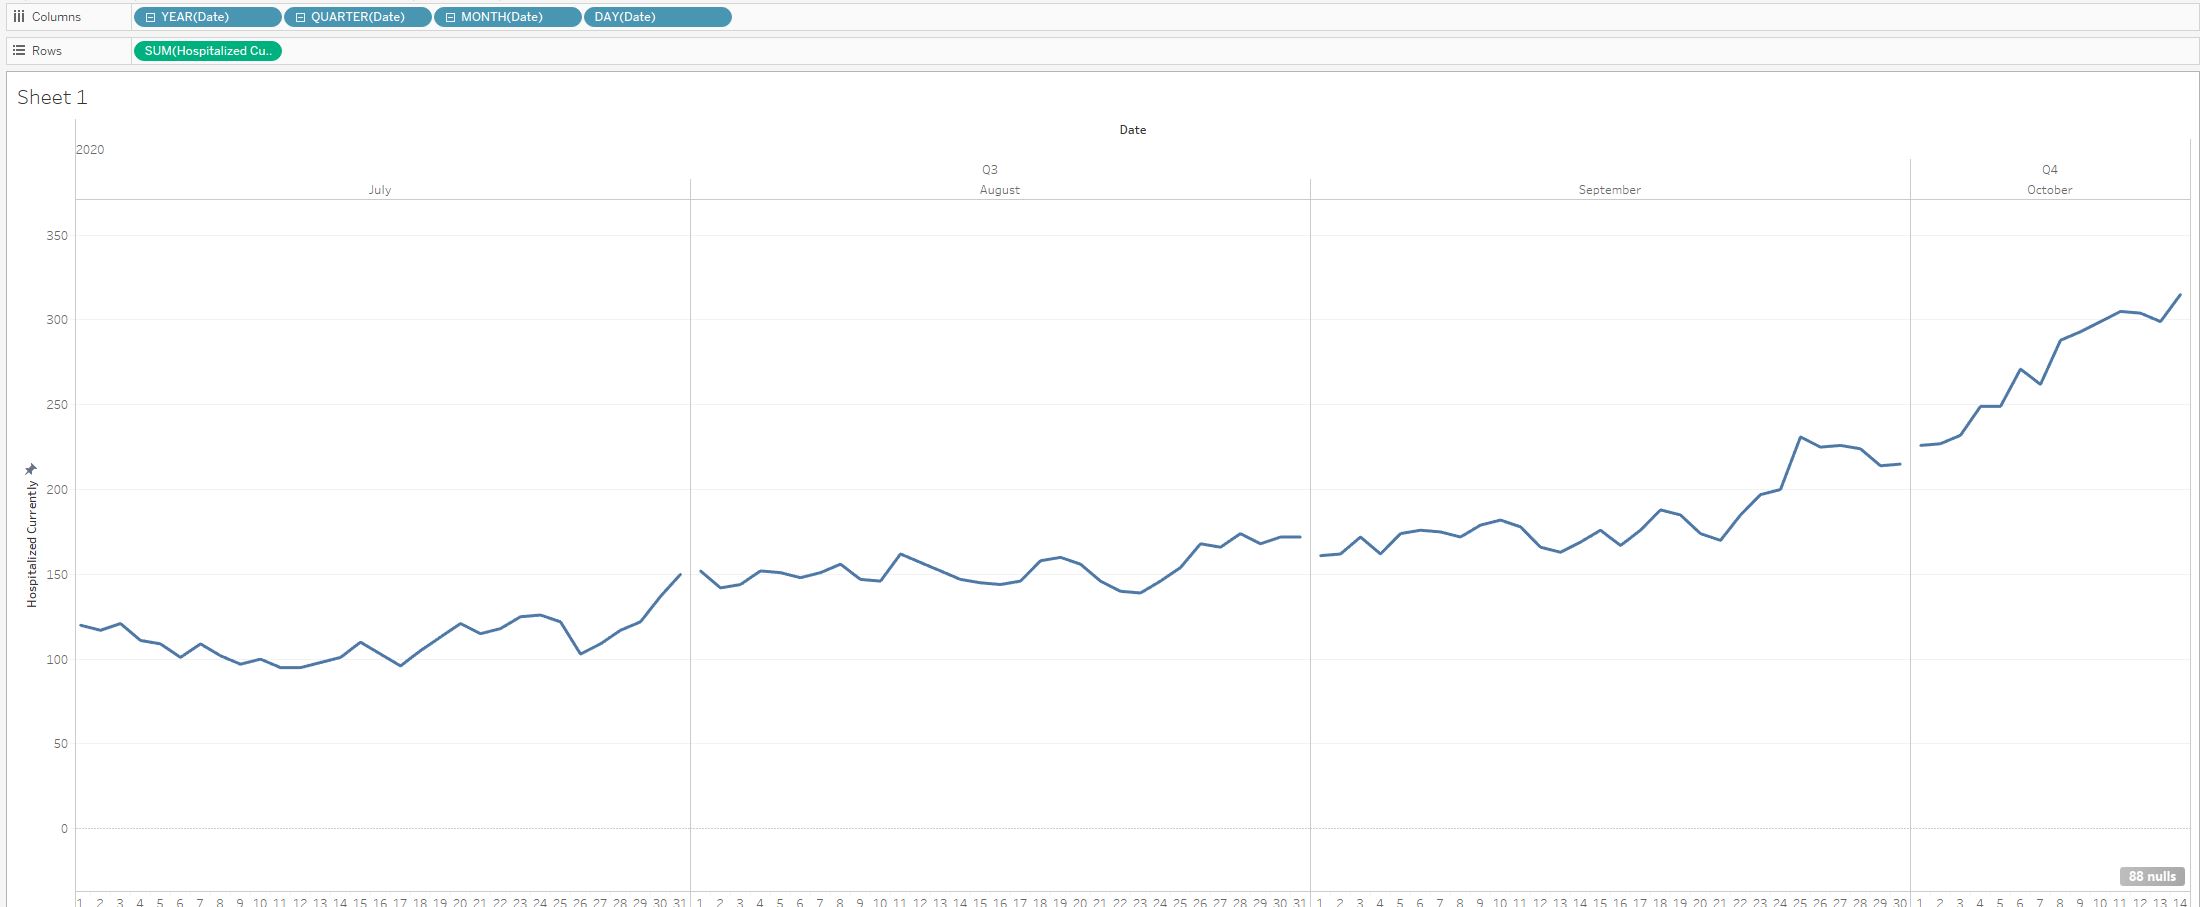 Columns YEAR(Date) QUARTER(Date) MONTH(Date) DAY(Date)
Rows SUM(Hospitalized Cu..
Sheet 1
Date
2020
Q3 Q4
July August September October
350
300
250
200
150
100
50
0
Hospitalized Currently
88 nulls
1 2 3 4 5 6 7 8 9 10 11 12 13 14 15 16 17 18 19 20 21 22 23 24 25 26 27 28 29 30 31 1 2 3 4 5 6 7 8 9 10 11 12 13 14 15 16 17 18 19 20 21 22 23 24 25 26 27 28 29 30 31 1 2 3 4 5 6 7 8 9 10 11 12 13 14 15 16 17 18 19 20 21 22 23 24 25 26 27 28 29 30 1 2 3 4 5 6 7 8 9 10 11 12 13 14